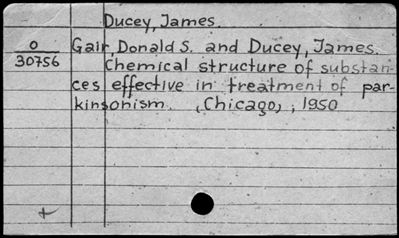 Ducey, James.
O Gair, Donald S. and Ducey, James.
30756 Chemical structure of substan-
ces effective in treatment of par-
kinsonism. (Chicago), 1950